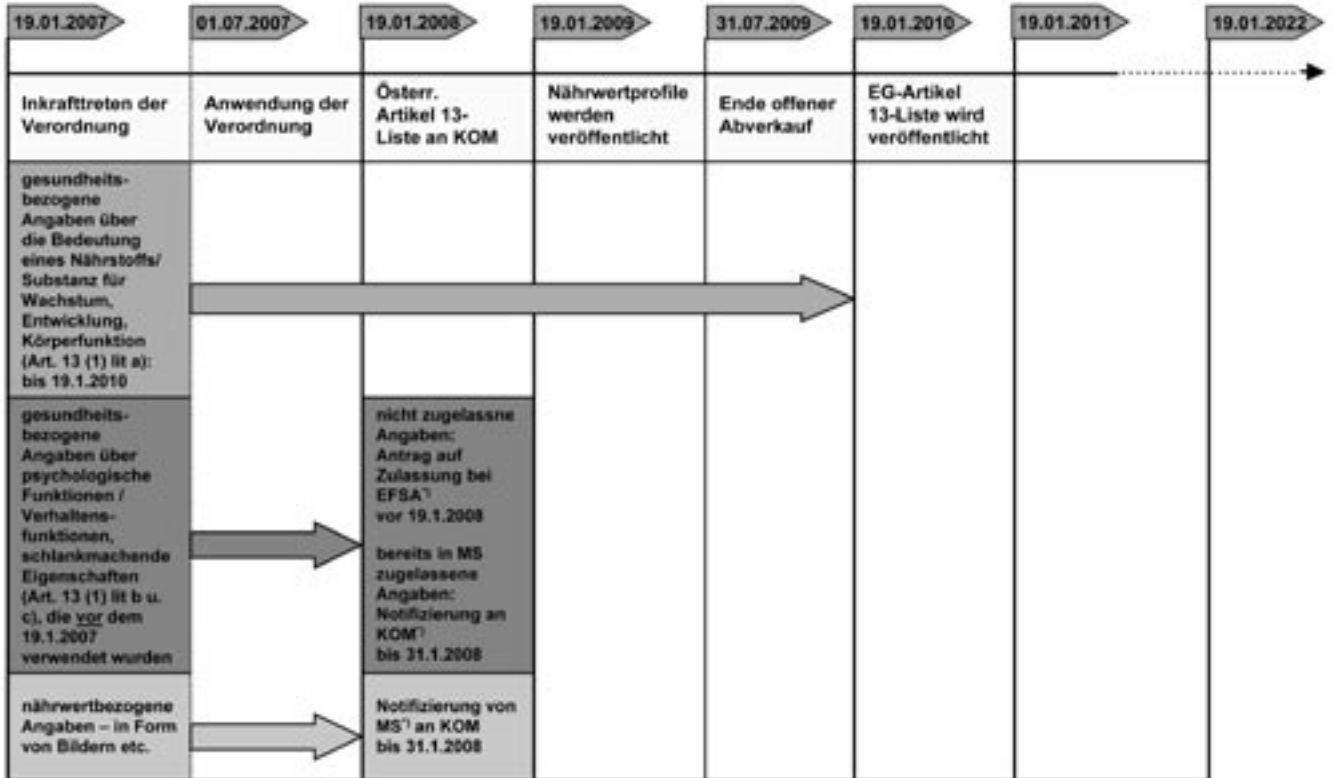 19.01.2007
01.07.2007
19.01.2008
19.01.2009
31.07.2009
19.01.2010
19.01.2011
19.01.2022
Inkrafttreten der
Verordnung
Anwendung der
Verordnung
Österr.
Artikel 13-
Liste an KOM
Nährwertprofile
werden
veröffentlicht
Ende offener
Abverkauf
EG-Artikel
13-Liste wird
veröffentlicht
gesundheits-
bezogene
Angaben über
die Bedeutung
eines Nährstoffs/
Substanz für
Wachstum,
Entwicklung,
Körperfunktion
(Art. 13 (1) lit a):
bis 19.1.2010
gesundheits-
bezogene
Angaben über
psychologische
Funktionen /
Verhaltens-
funktionen,
schlankmachende
Eigenschaften
(Art. 13 (1) lit b u.
c), die vor dem
19.1.2007
verwendet wurden
nicht zugelassne
Angaben:
Antrag auf
Zulassung bei
EFSA*)
vor 19.1.2008
bereits in MS
zugelassene
Angaben:
Notifizierung an
KOM*)
bis 31.1.2008
nährwertbezogene
Angaben – in Form
von Bildern etc.
Notifizierung von
MS*) an KOM
bis 31.1.2008